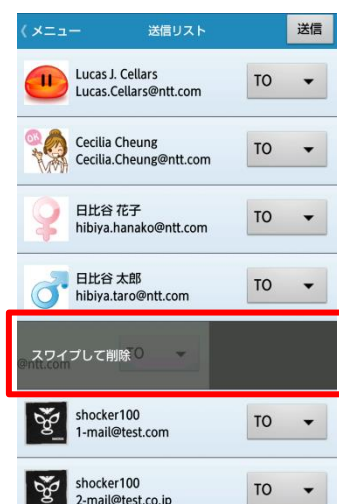 メニュー 送信リスト 送信
Lucas J. Cellars
Lucas.Cellars@ntt.com
TO
OK
Cecilia Cheung
Cecilia.Cheung@ntt.com
TO
日比谷 花子
hibiya.hanako@ntt.com
TO
日比谷 太郎
hibiya.taro@ntt.com
TO
スワイプして削除
TO
@ntt.com
shocker100
1-mail@test.com
TO
shocker100
2-mail@test.co.jp
TO